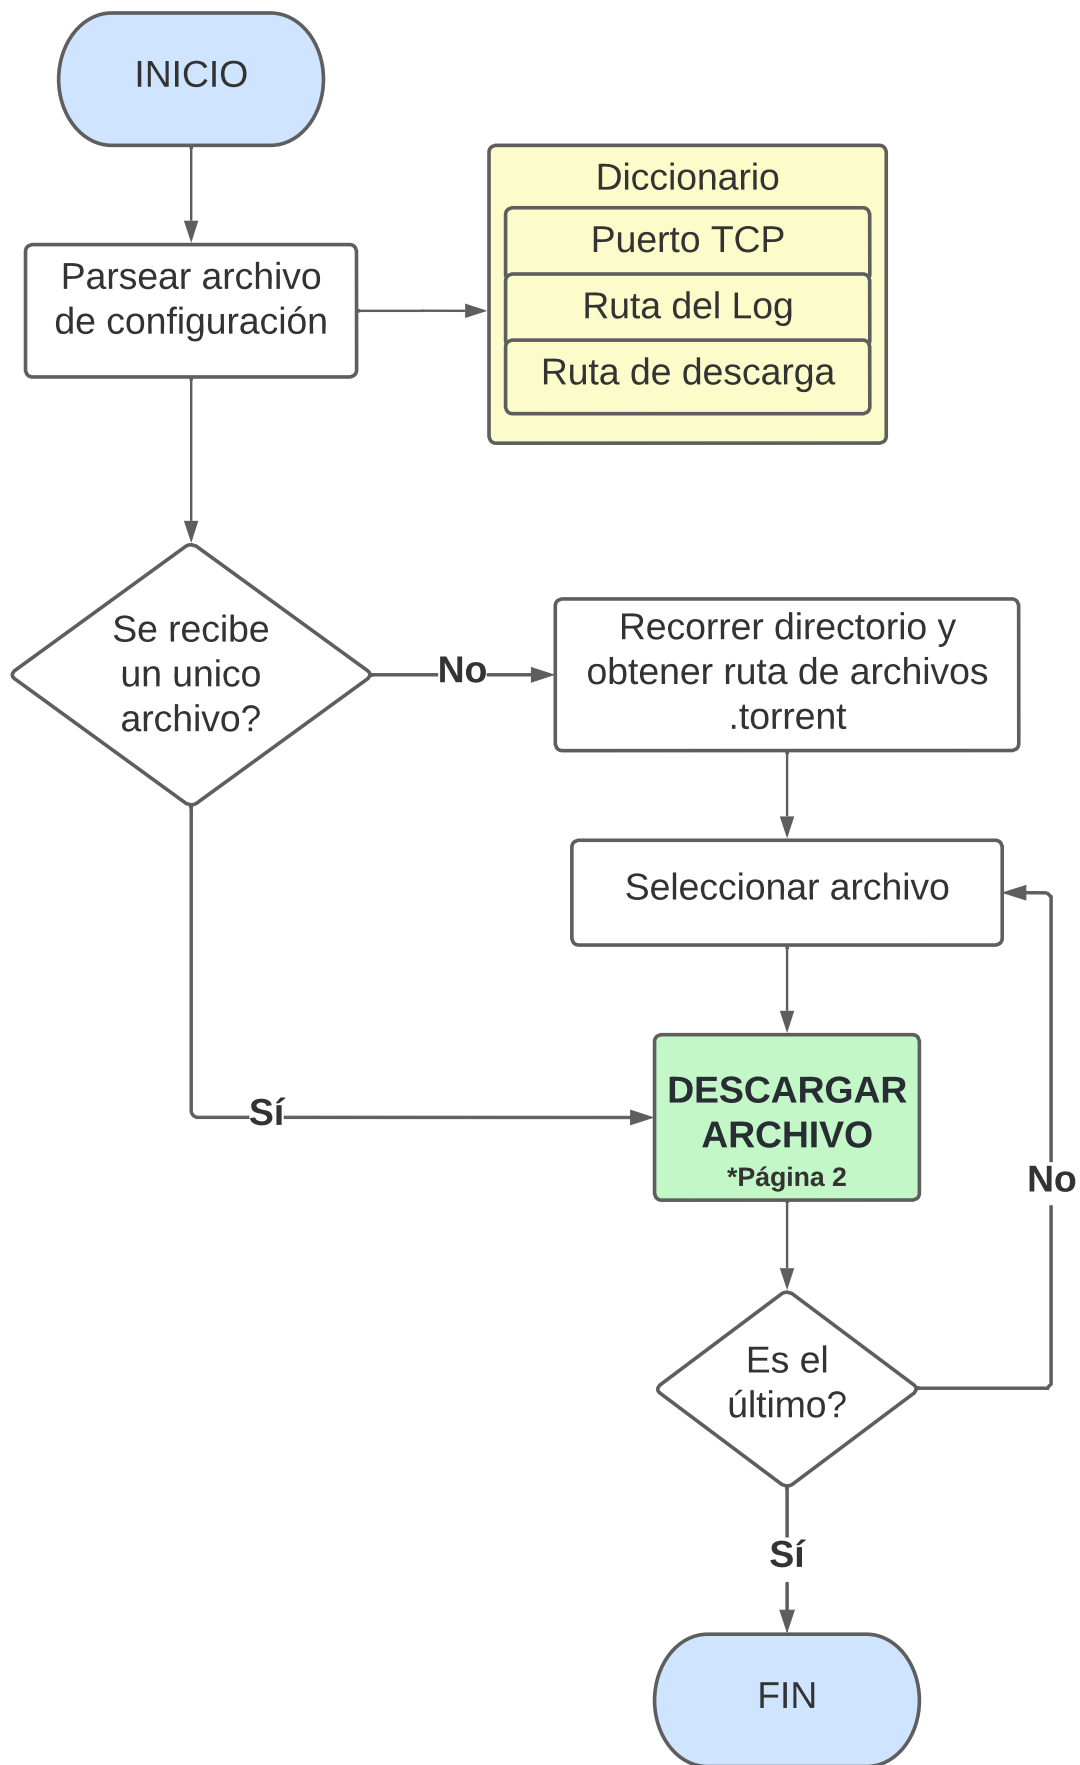 INICIO
Diccionario
Puerto TCP
Parsear archivo
de configuración
Ruta del Log
Ruta de descarga
Se recibe
un unico
archivo?
No
Recorrer directorio y
obtener ruta de archivos
.torrent
Seleccionar archivo
DESCARGAR
ARCHIVO
*Página 2
Sí
No
Es el
último?
Sí
FIN